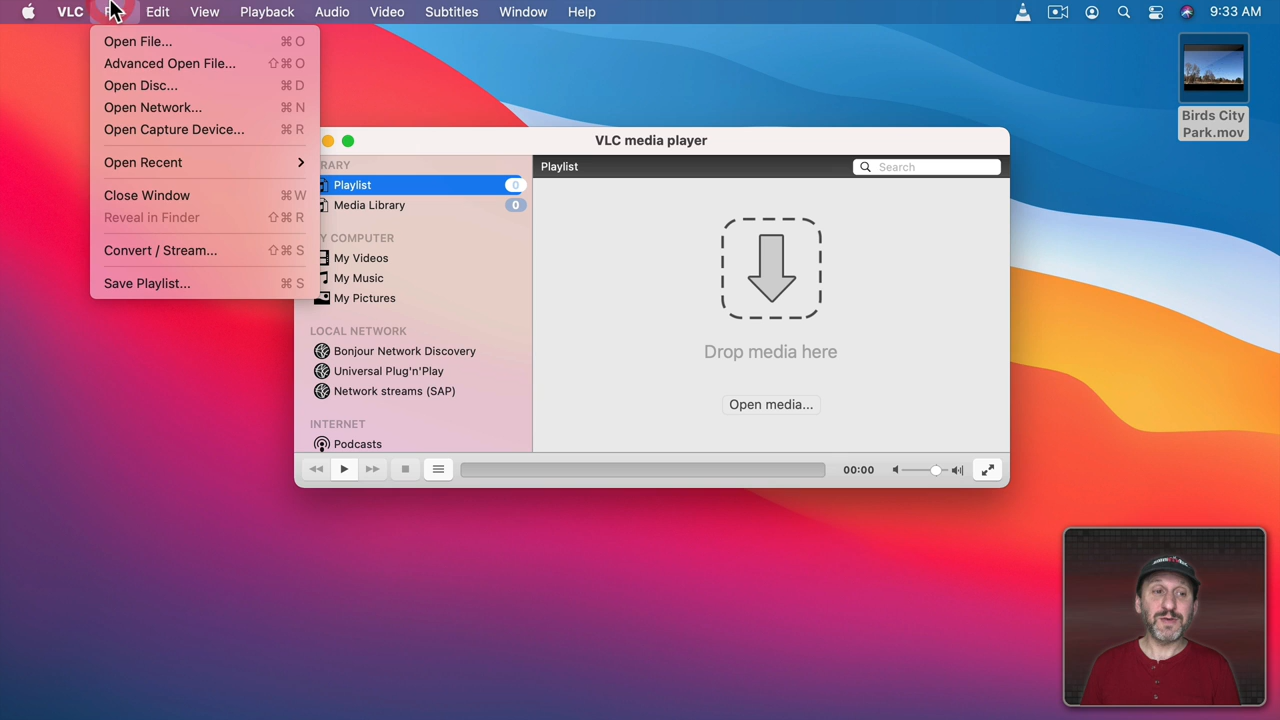 VLC
Edit
View
Playback
Audio
Video
Subtitles
Window
Help
9:33 AM
Open File... ⌘ O
Advanced Open File... ⇧ ⌘ O
Open Disc... ⌘ D
Open Network... ⌘ N
Open Capture Device... ⌘ R
Open Recent
Close Window ⌘ W
Reveal in Finder ⇧ ⌘ R
Convert / Stream... ⇧ ⌘ S
Save Playlist... ⌘ S
Birds City
Park.mov
VLC media player
Playlist 0
Media Library 0
My Videos
My Music
My Pictures
LOCAL NETWORK
Bonjour Network Discovery
Universal Plug'n'Play
Network streams (SAP)
INTERNET
Podcasts
Playlist
Search
Drop media here
Open media...
00:00